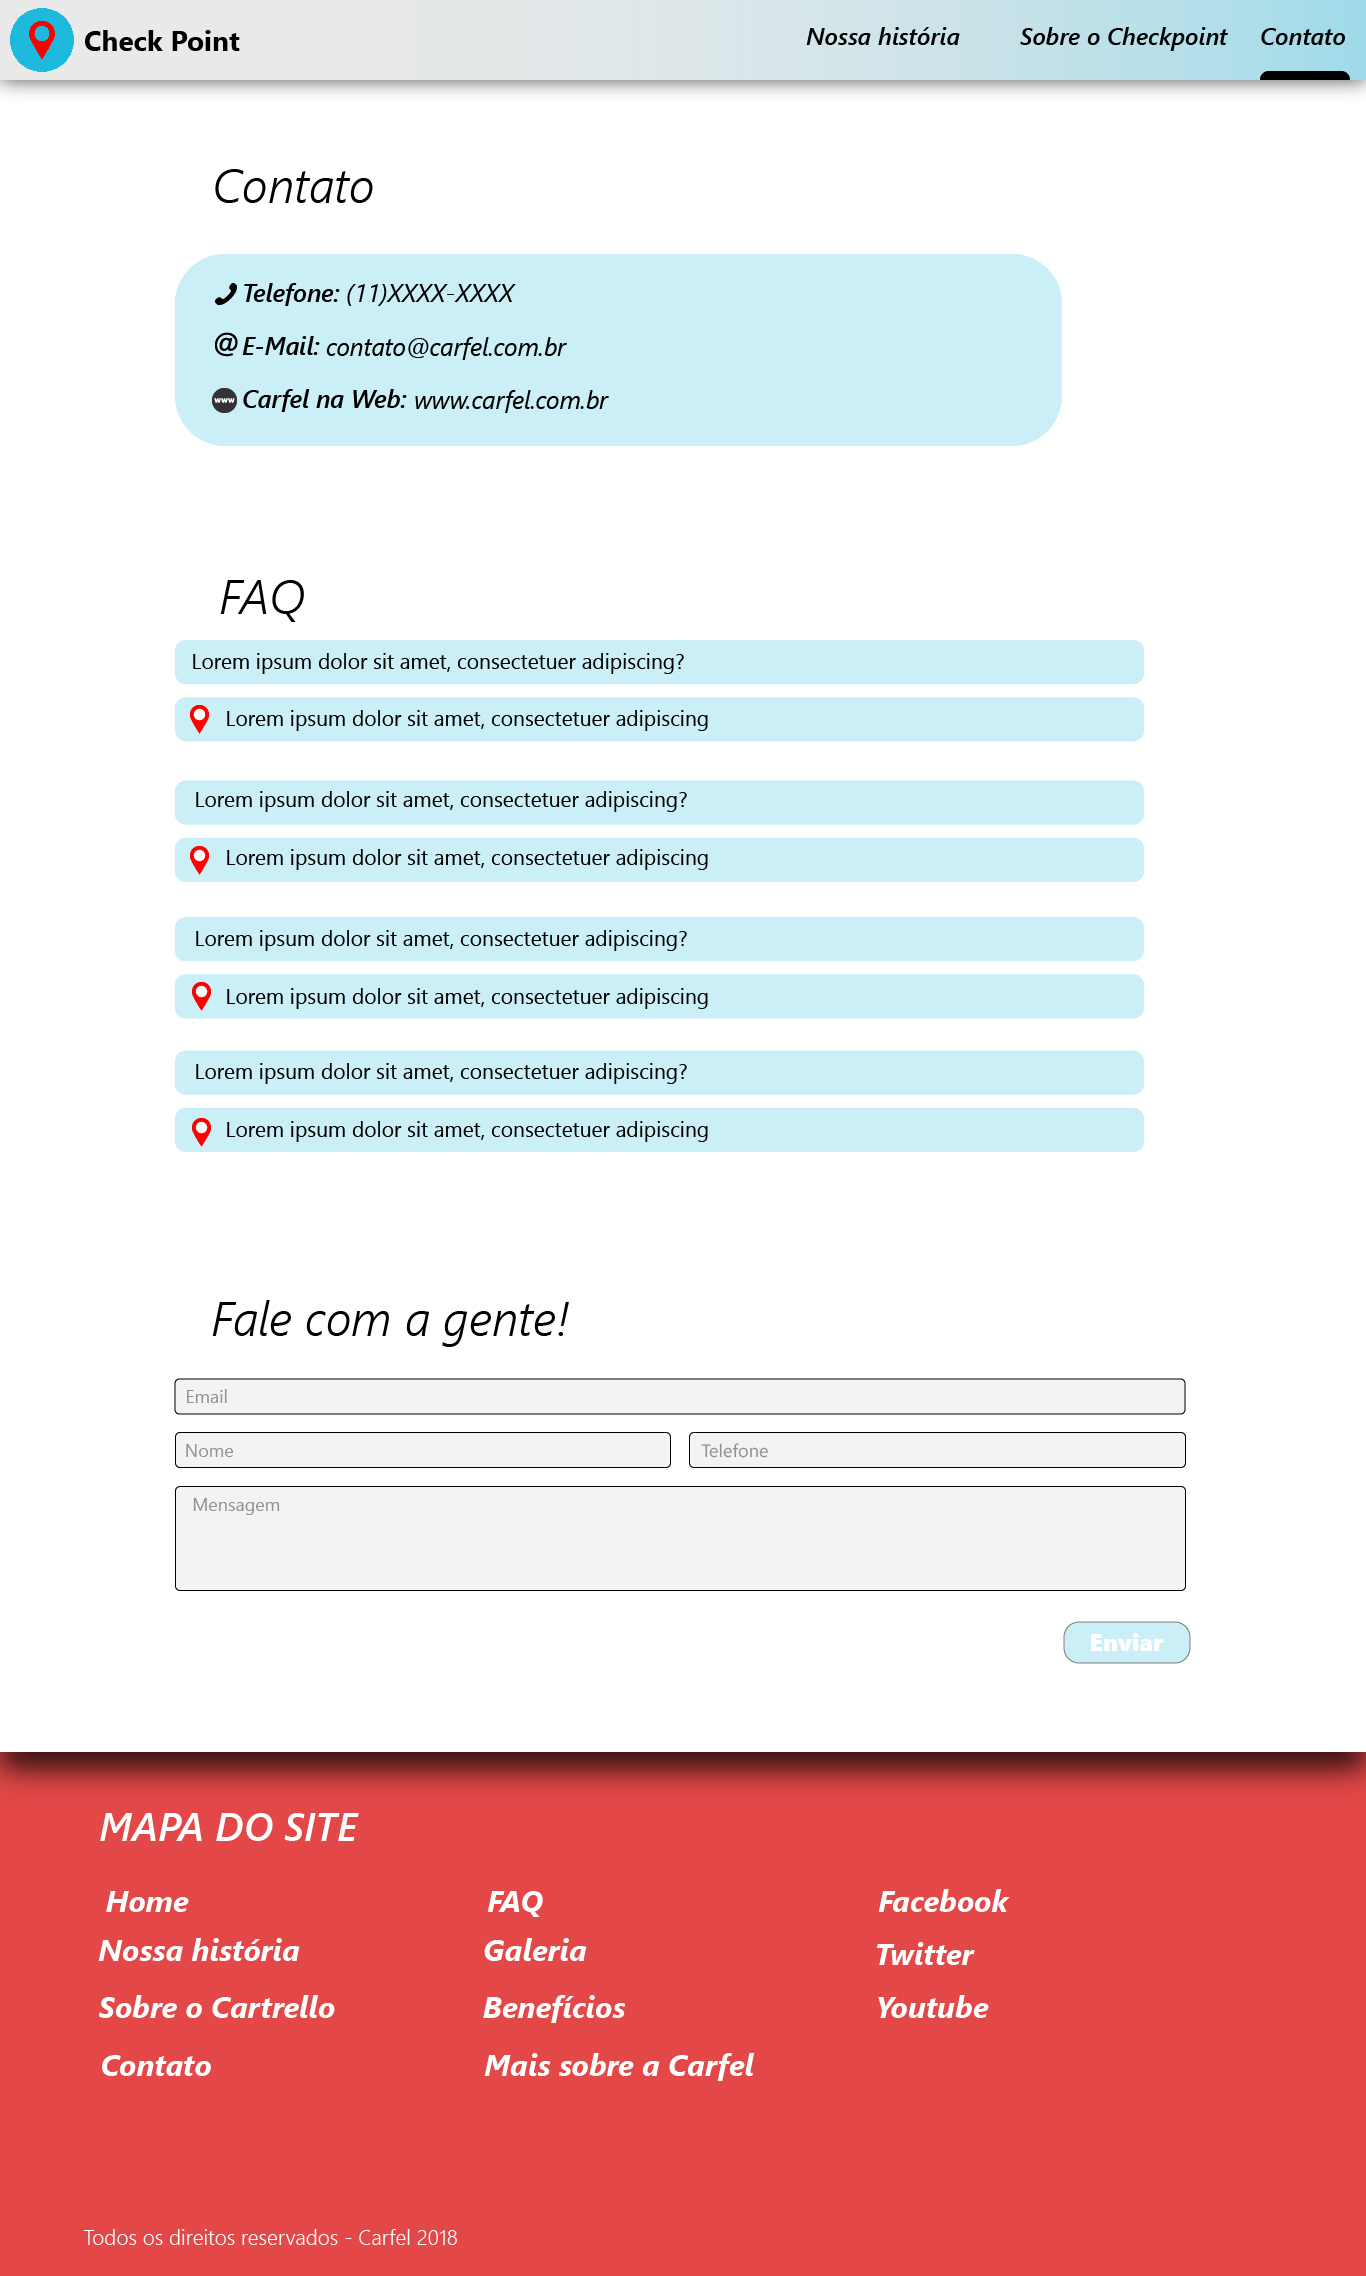 Check Point
Nossa história
Sobre o Checkpoint
Contato
Contato
Telefone: (11)XXXX-XXXX
@ E-Mail: contato@carfel.com.br
www Carfel na Web: www.carfel.com.br
FAQ
Lorem ipsum dolor sit amet, consectetuer adipiscing?
Lorem ipsum dolor sit amet, consectetuer adipiscing
Lorem ipsum dolor sit amet, consectetuer adipiscing?
Lorem ipsum dolor sit amet, consectetuer adipiscing
Lorem ipsum dolor sit amet, consectetuer adipiscing?
Lorem ipsum dolor sit amet, consectetuer adipiscing
Lorem ipsum dolor sit amet, consectetuer adipiscing?
Lorem ipsum dolor sit amet, consectetuer adipiscing
Fale com a gente!
Email
Nome
Telefone
Mensagem
Enviar
MAPA DO SITE
Home
Nossa história
Sobre o Cartrello
Contato
FAQ
Galeria
Benefícios
Mais sobre a Carfel
Facebook
Twitter
Youtube
Todos os direitos reservados - Carfel 2018